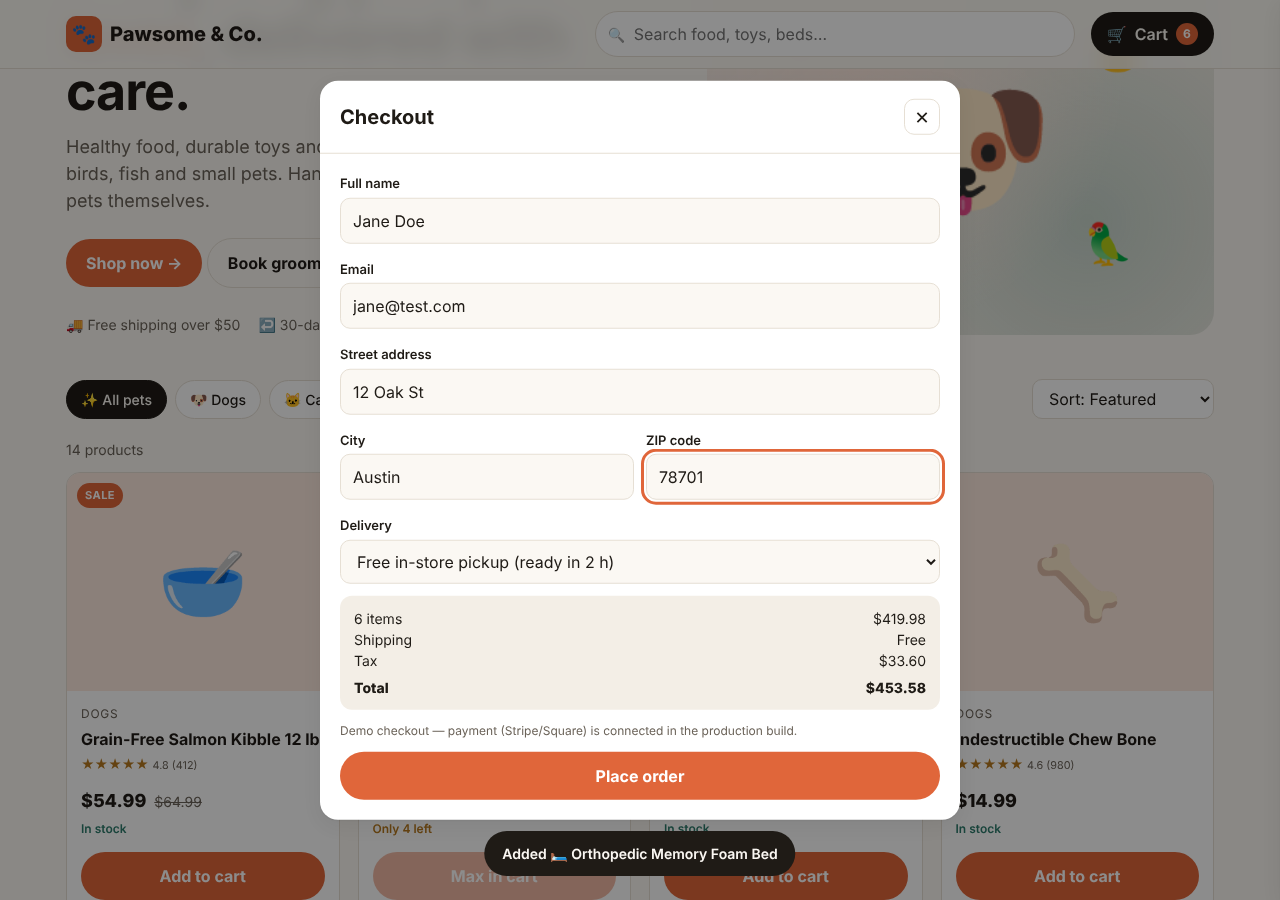 Pawsome & Co.
Search food, toys, beds...
Cart 6
care.
Healthy food, durable toys and
birds, fish and small pets. Han
pets themselves.
Shop now →
Book groom
Free shipping over $50
30-da
All pets
Dogs
Ca
Sort: Featured
14 products
SALE
DOGS
Grain-Free Salmon Kibble 12 lb
★★★★★ 4.8 (412)
$54.99 $64.99
In stock
Add to cart
Only 4 left
Max in cart
In stock
Add to cart
DOGS
Indestructible Chew Bone
★★★★★ 4.6 (980)
$14.99
In stock
Add to cart
Checkout
✕
Full name
Jane Doe
Email
jane@test.com
Street address
12 Oak St
City
Austin
ZIP code
78701
Delivery
Free in-store pickup (ready in 2 h)
6 items $419.98
Shipping Free
Tax $33.60
Total $453.58
Demo checkout — payment (Stripe/Square) is connected in the production build.
Place order
Added 🛏️ Orthopedic Memory Foam Bed